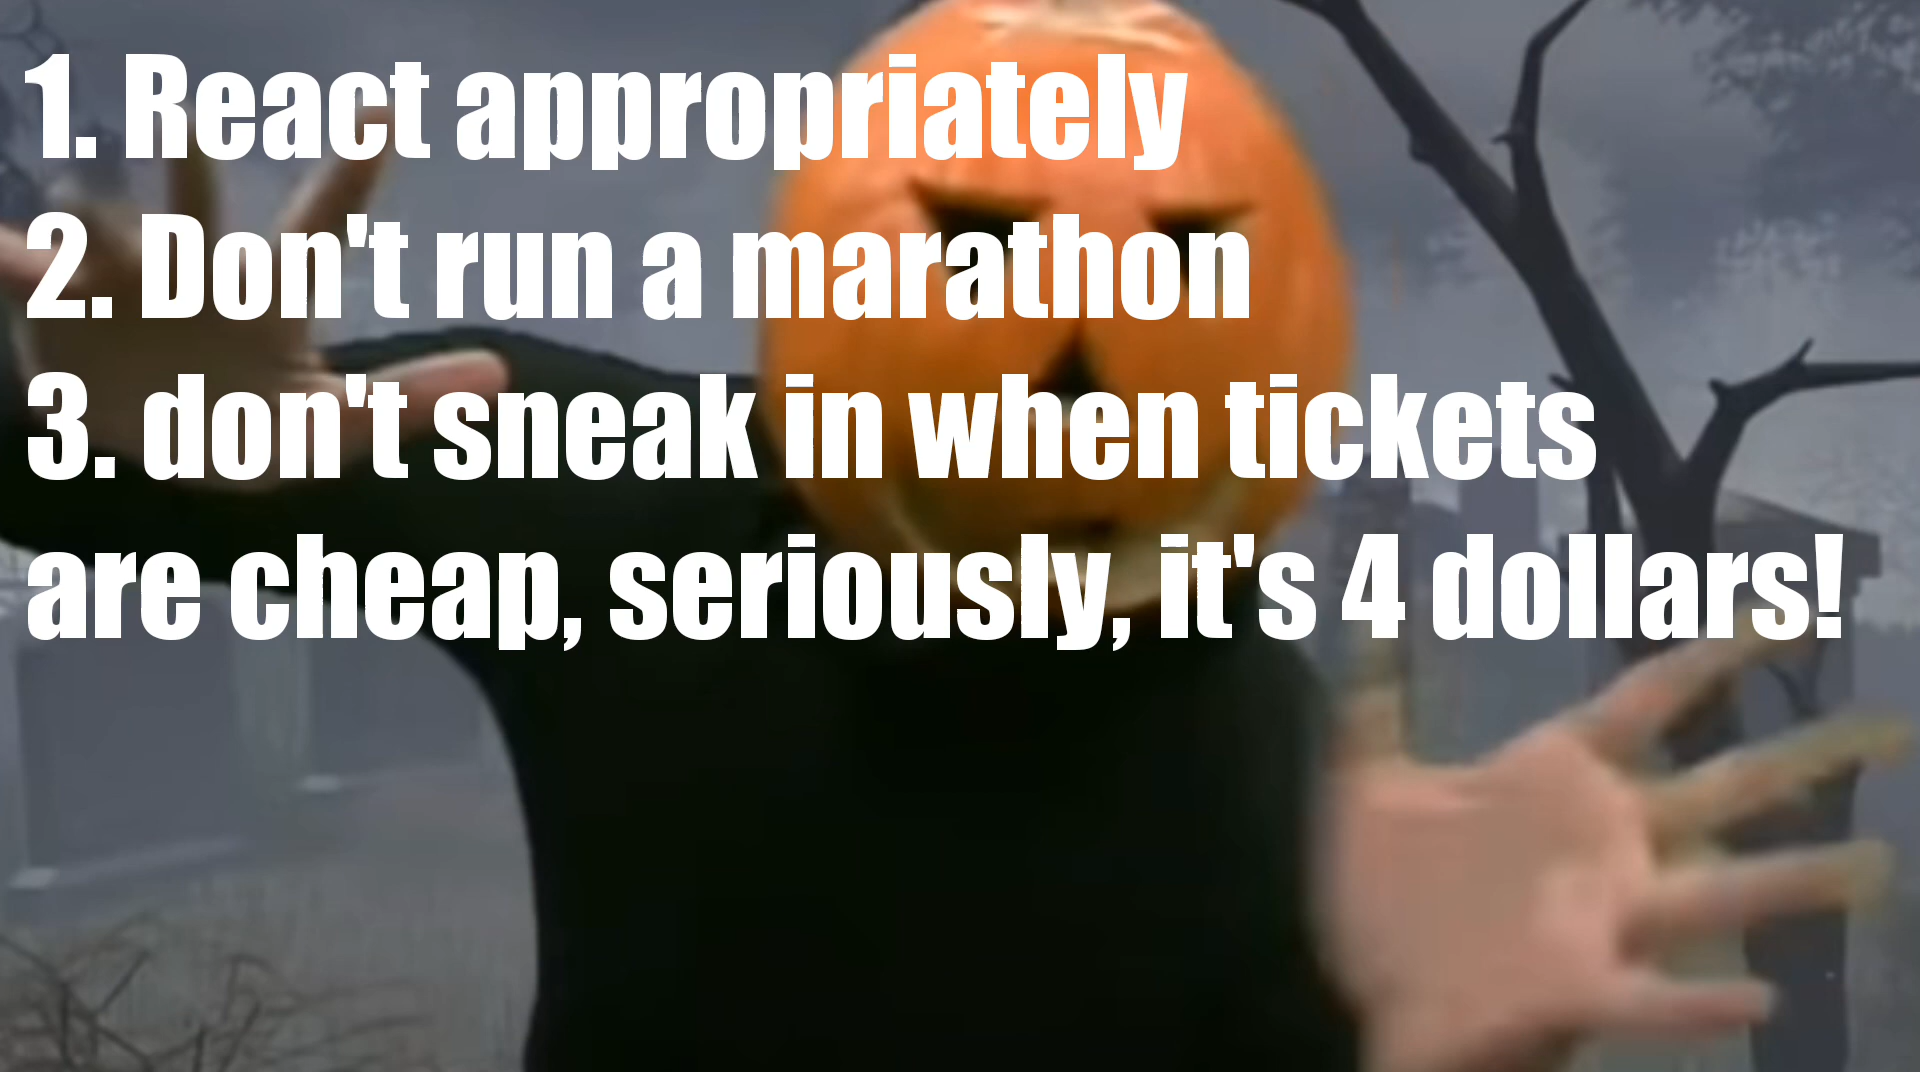 1. React appropriately
2. Don't run a marathon
3. don't sneak in when tickets
are cheap, seriously, it's 4 dollars!